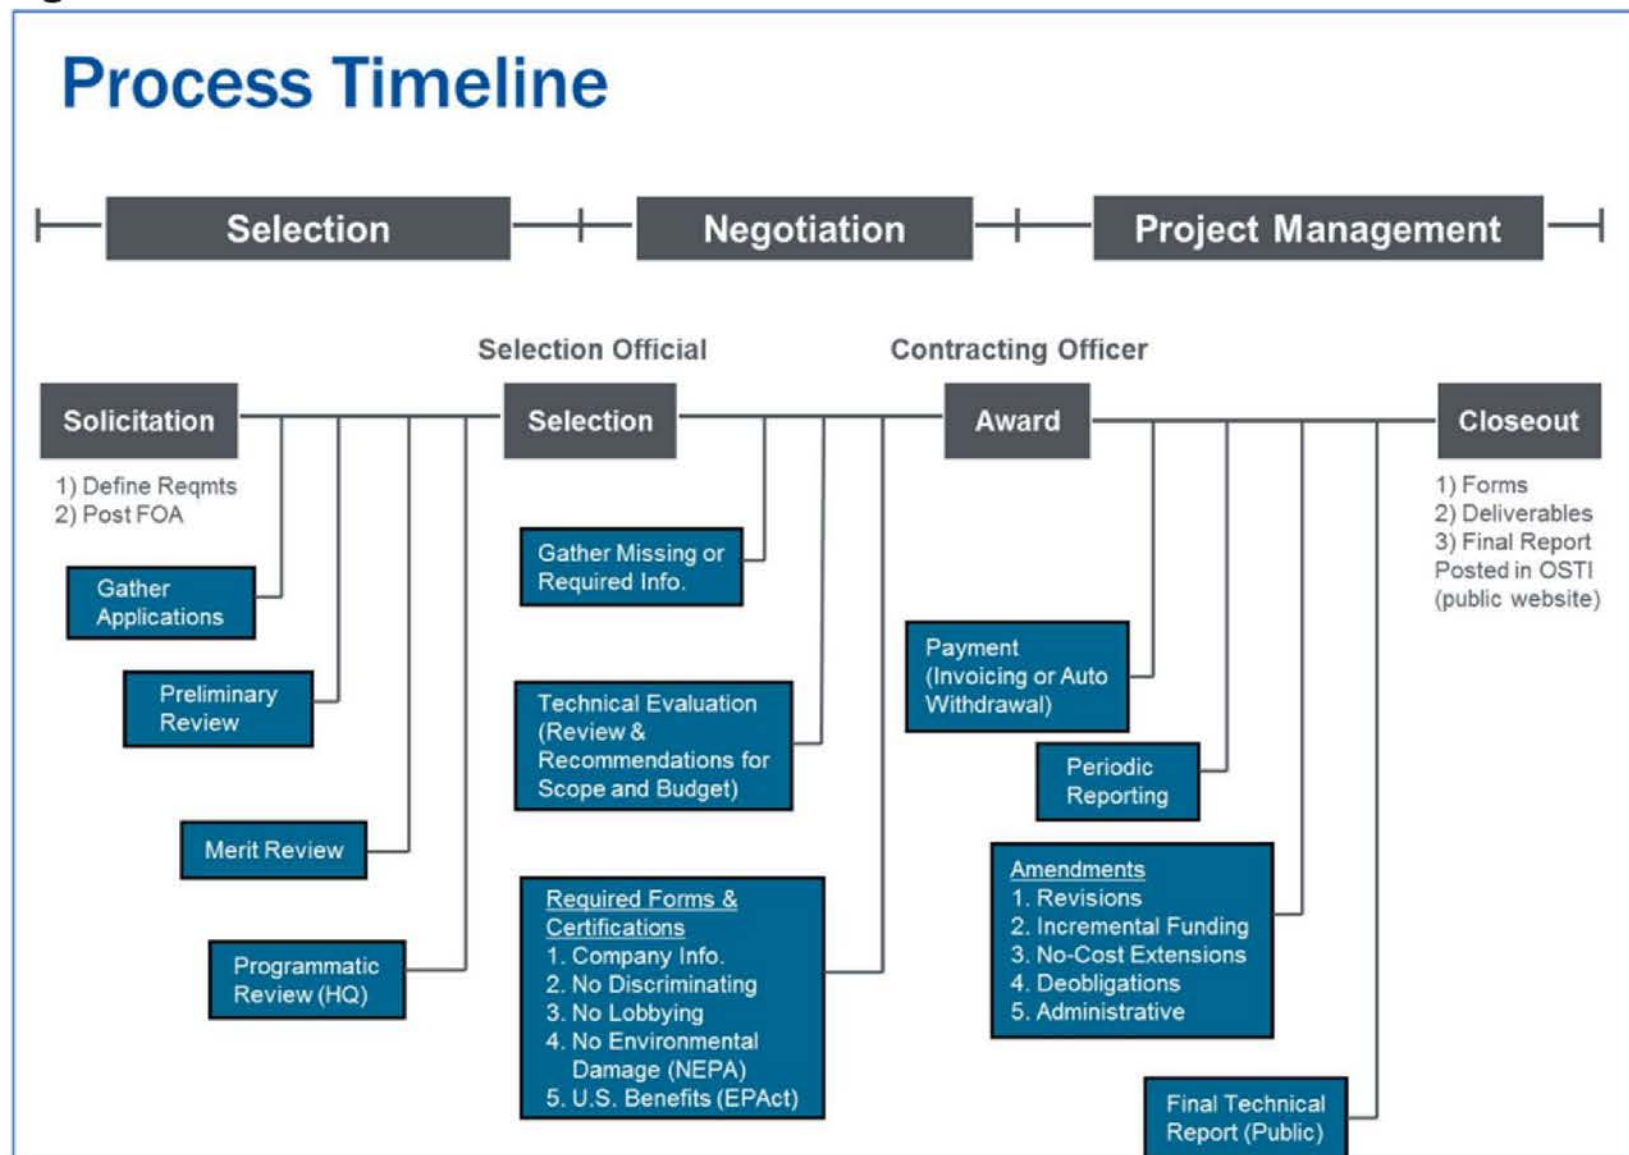 Process Timeline
Selection
Negotiation
Project Management
Selection Official
Contracting Officer
Solicitation
Selection
Award
Closeout
1) Define Reqmts
2) Post FOA
Gather
Applications
Preliminary
Review
Merit Review
Programmatic
Review (HQ)
Gather Missing or
Required Info.
Technical Evaluation
(Review &
Recommendations for
Scope and Budget)
Required Forms &
Certifications
1. Company Info.
2. No Discriminating
3. No Lobbying
4. No Environmental
Damage (NEPA)
5. U.S. Benefits (EPAct)
Payment
(Invoicing or Auto
Withdrawal)
Periodic
Reporting
Amendments
1. Revisions
2. Incremental Funding
3. No-Cost Extensions
4. Deobligations
5. Administrative
Final Technical
Report (Public)
1) Forms
2) Deliverables
3) Final Report
Posted in OSTI
(public website)